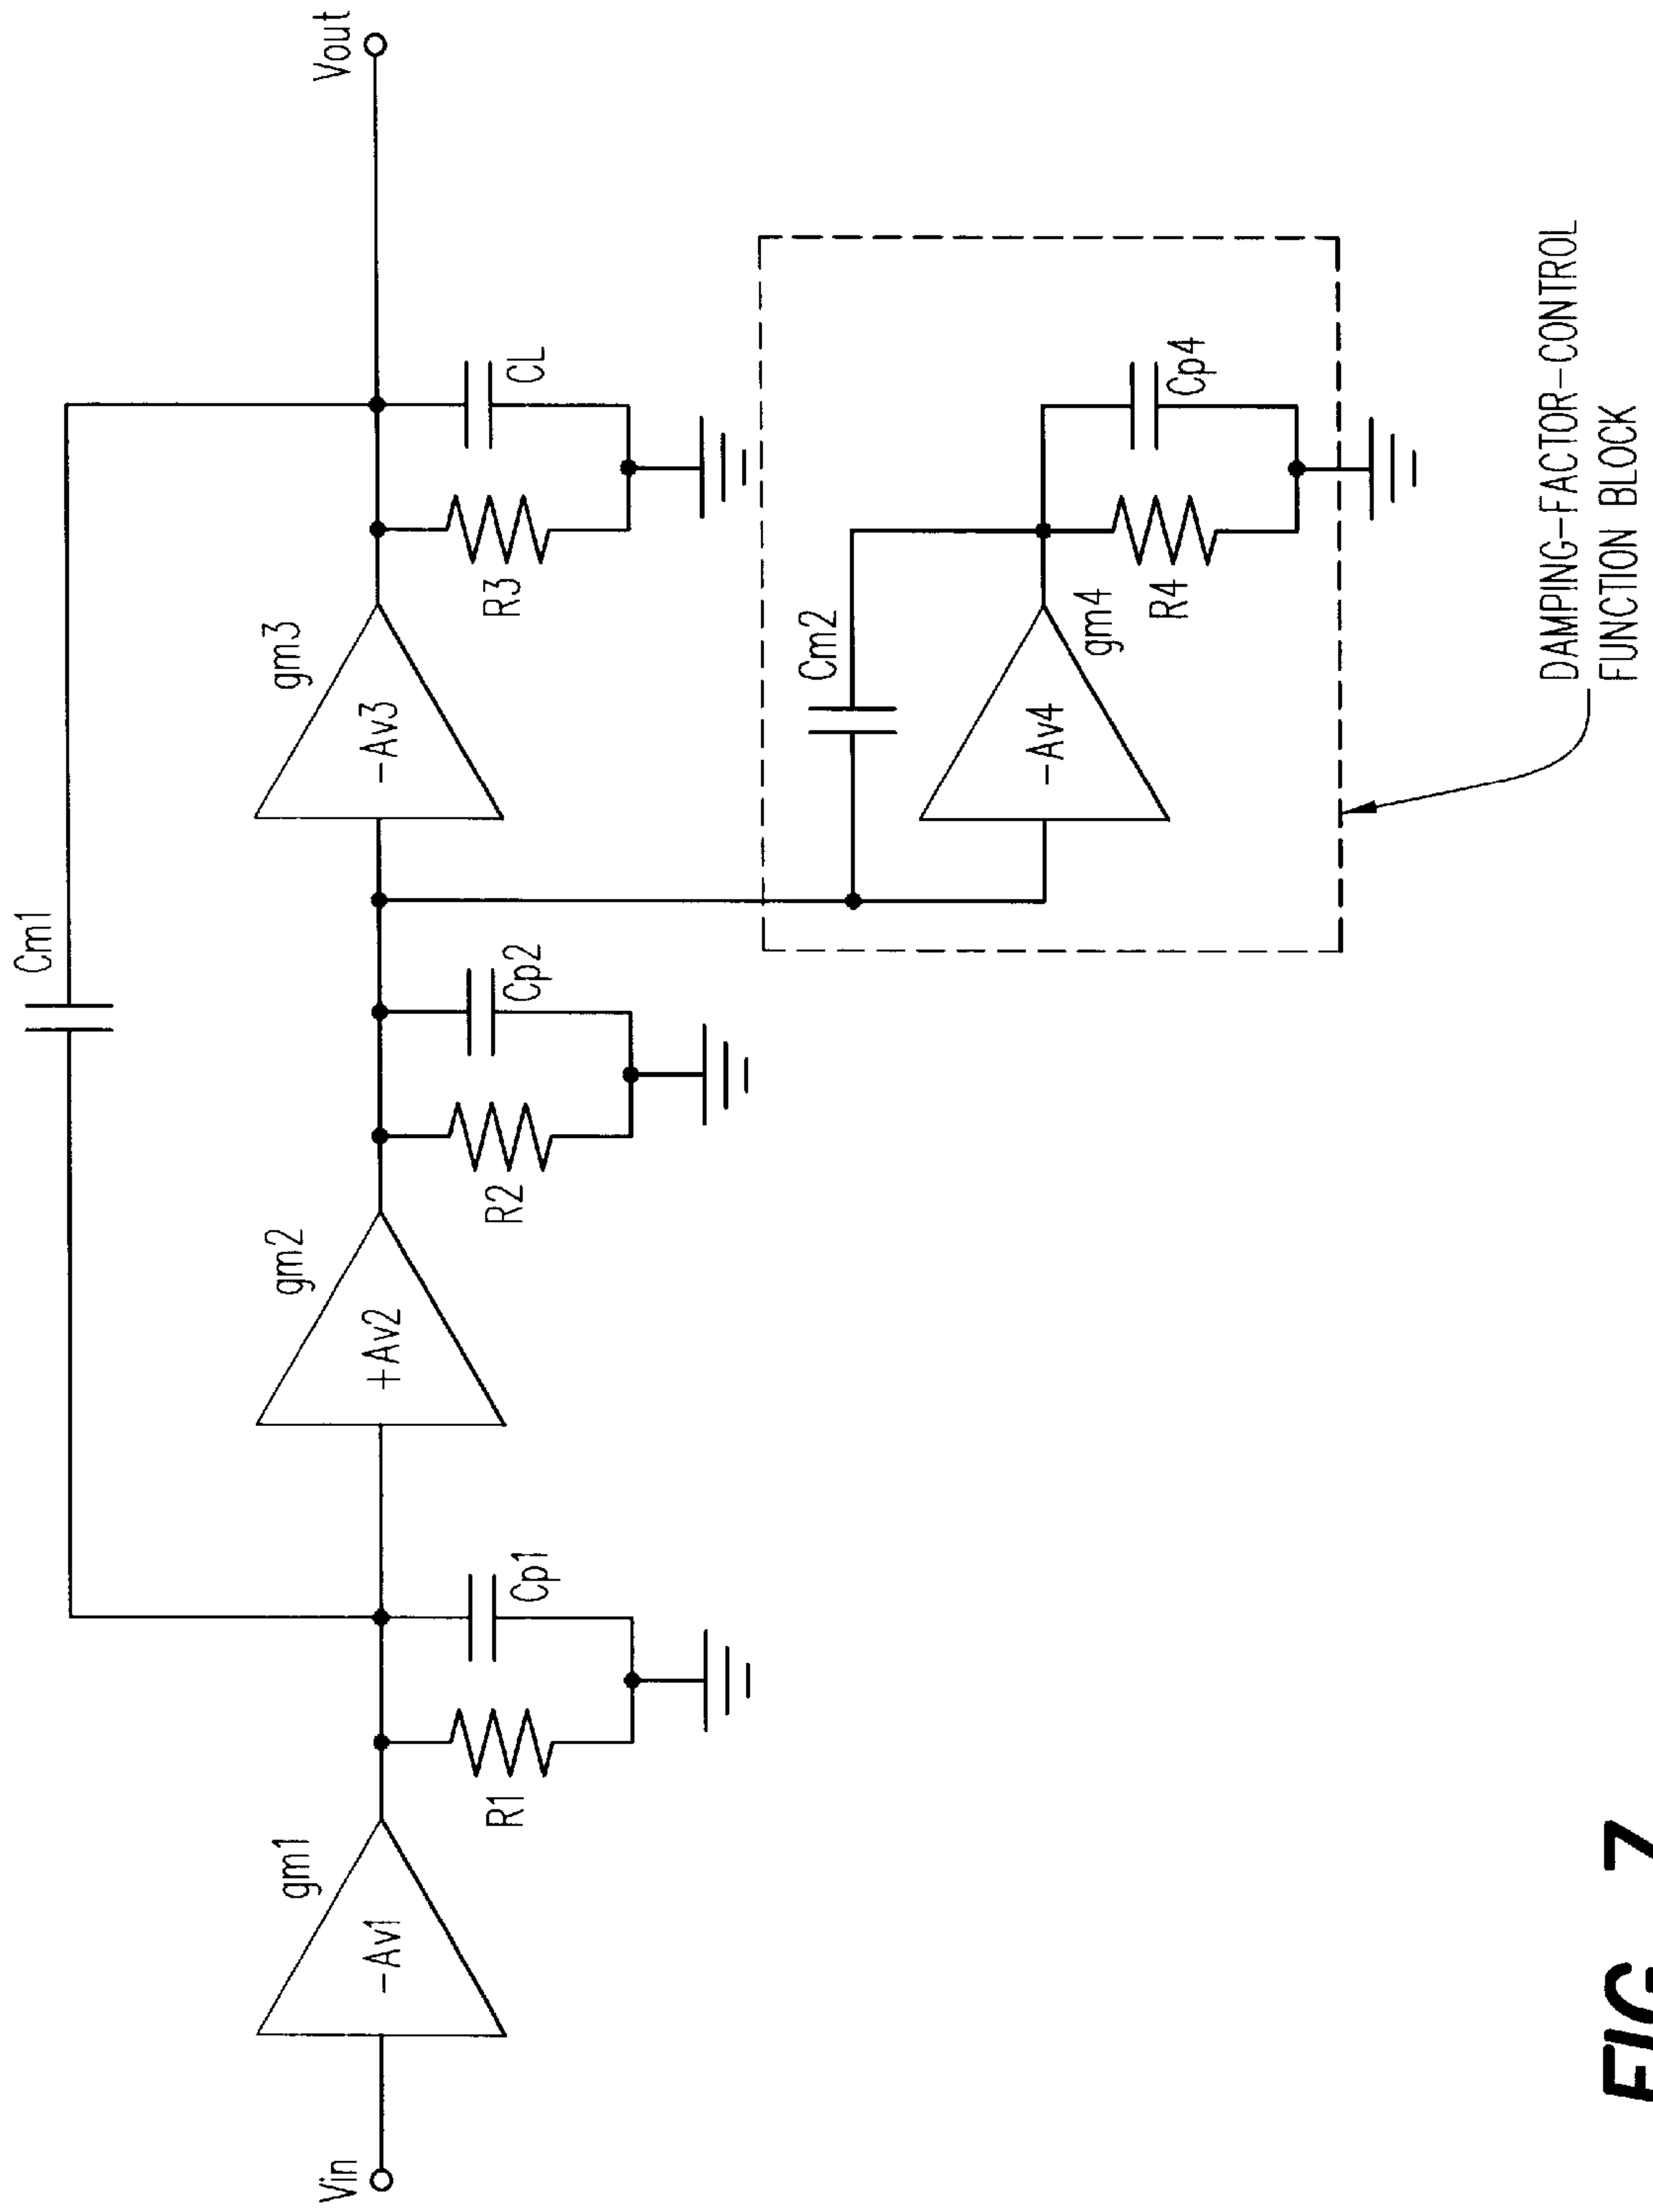 Cm1
Vin
gm1
-Av1
R1
Cp1
gm2
+Av2
R2
Cp2
gm3
-Av3
R3
CL
Vout
Cm2
gm4
-Av4
R4
Cp4
DAMPING-FACTOR-CONTROL
FUNCTION BLOCK
FIG. 7